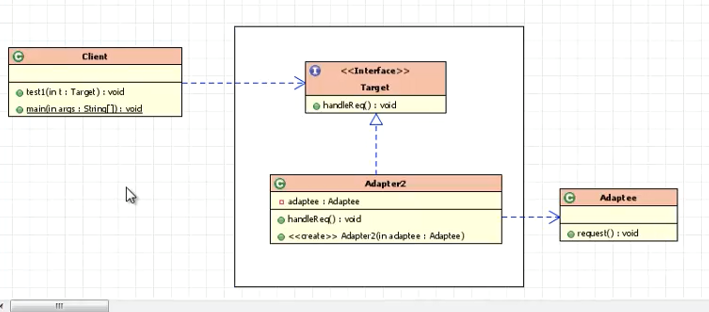 Client
test1(in t : Target) : void
main(in args : String[]) : void
<<Interface>>
Target
handleReq() : void
Adapter2
adaptee : Adaptee
handleReq() : void
<<create>> Adapter2(in adaptee : Adaptee)
Adaptee
request() : void